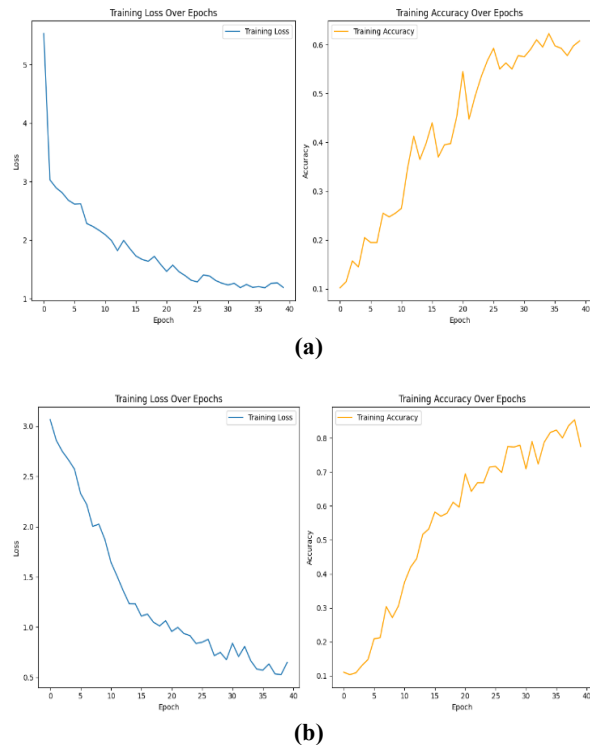 Training Loss Over Epochs
Training Loss
Loss
5
4
3
2
1
0 5 10 15 20 25 30 35 40
Epoch
Training Accuracy Over Epochs
Training Accuracy
Accuracy
0.6
0.5
0.4
0.3
0.2
0.1
0 5 10 15 20 25 30 35 40
Epoch
(a)
Training Loss Over Epochs
Training Loss
Loss
3.0
2.5
2.0
1.5
1.0
0.5
0 5 10 15 20 25 30 35 40
Epoch
Training Accuracy Over Epochs
Training Accuracy
Accuracy
0.8
0.7
0.6
0.5
0.4
0.3
0.2
0.1
0 5 10 15 20 25 30 35 40
Epoch
(b)